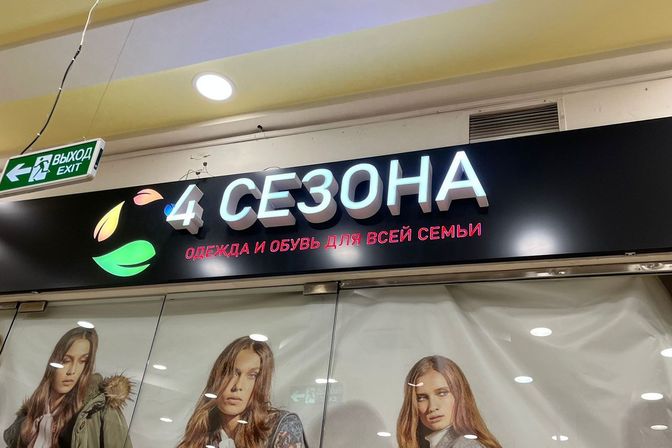 ВЫХОД
EXIT
4 СЕЗОНА
ОДЕЖДА И ОБУВЬ ДЛЯ ВСЕЙ СЕМЬИ